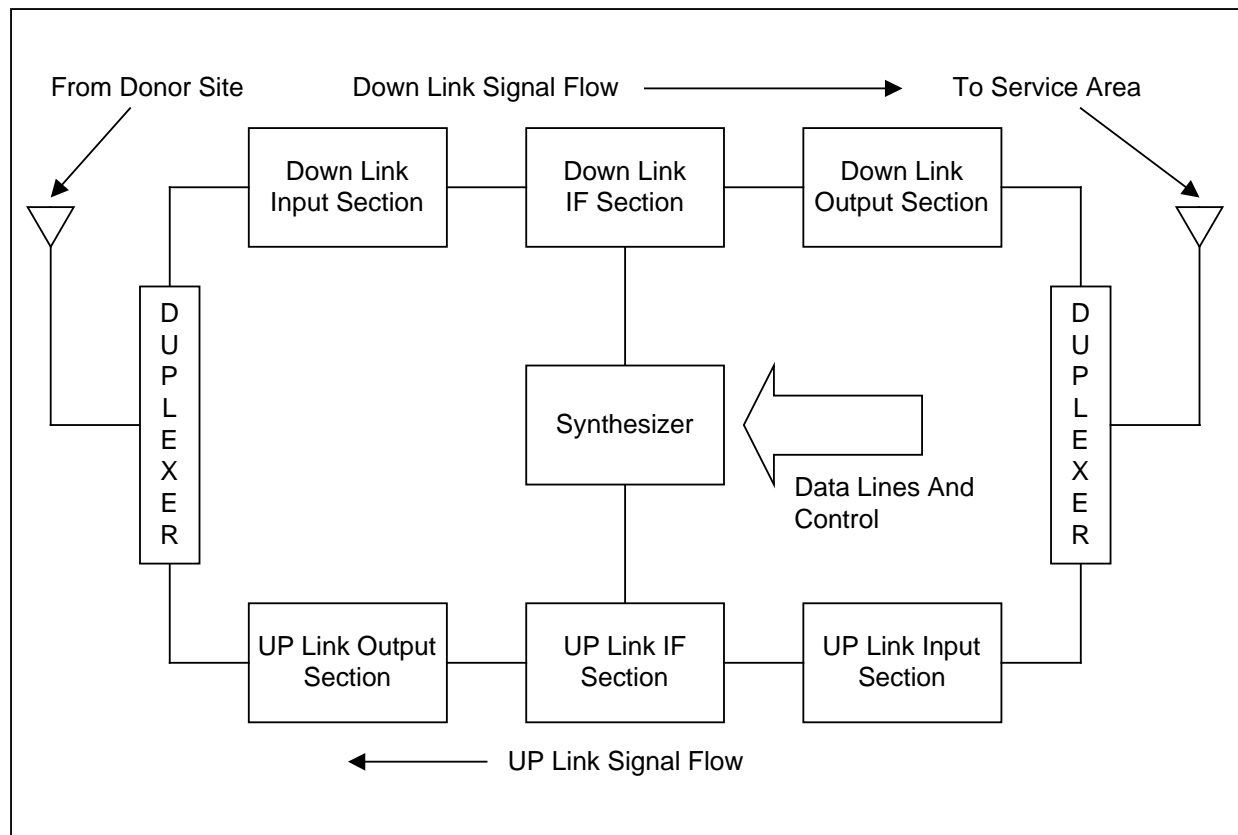 From Donor Site
Down Link Signal Flow
To Service Area
Down Link
Input Section
Down Link
IF Section
Down Link
Output Section
D
U
P
L
E
X
E
R
Synthesizer
Data Lines And
Control
D
U
P
L
E
X
E
R
UP Link Output
Section
UP Link IF
Section
UP Link Input
Section
UP Link Signal Flow